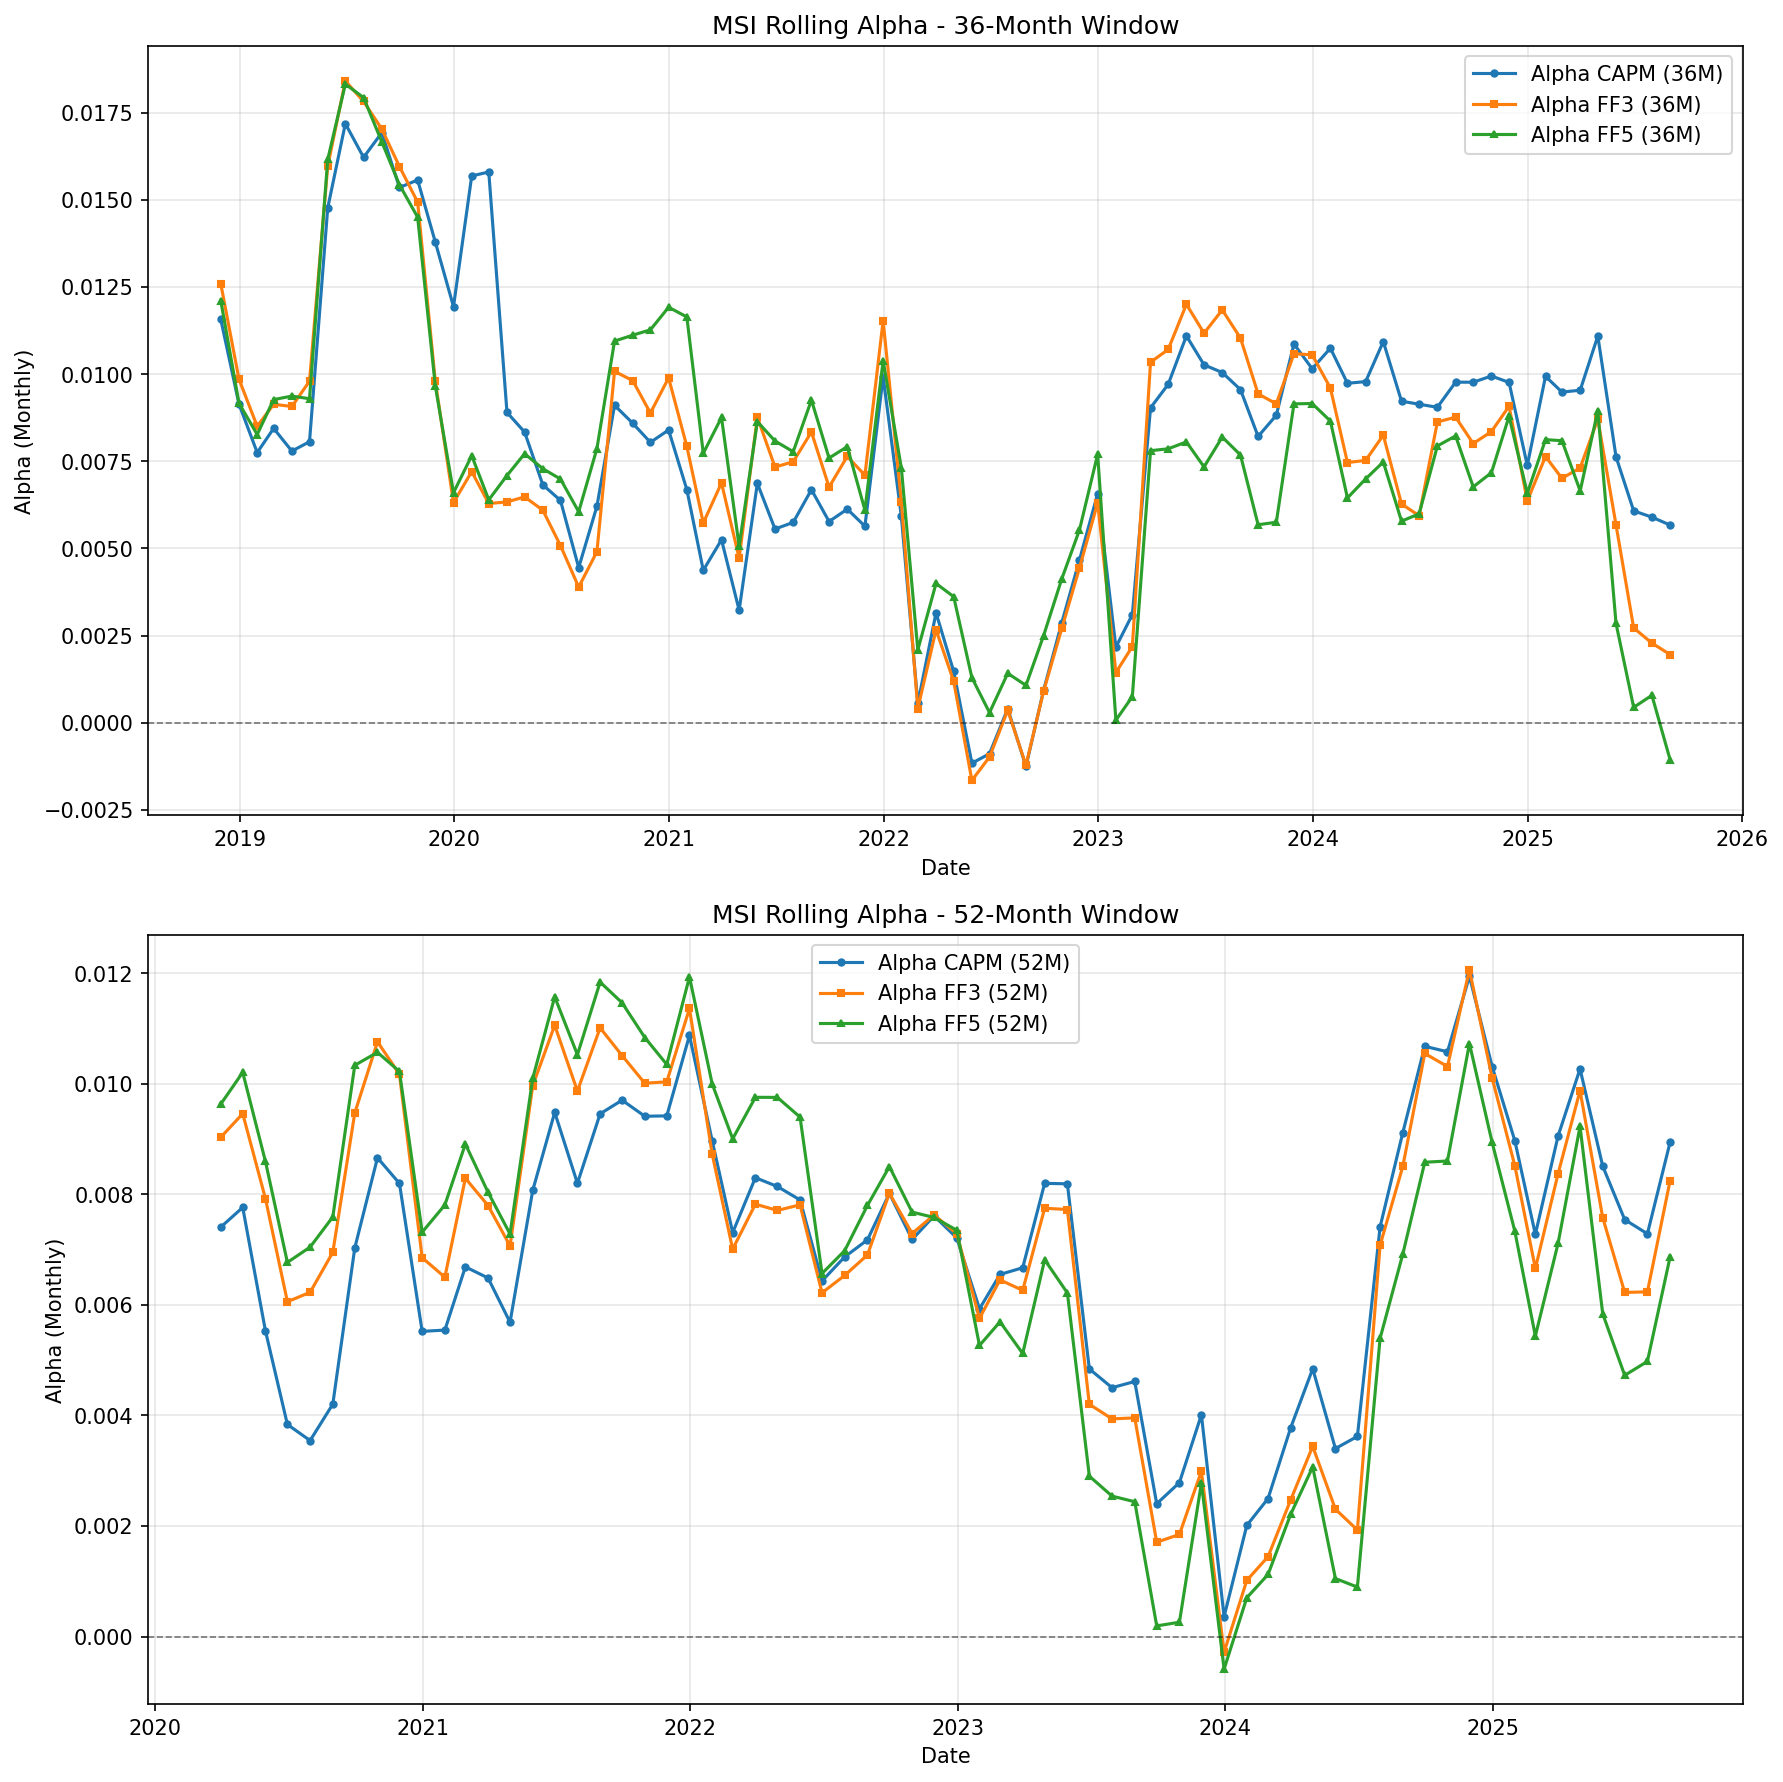 MSI Rolling Alpha - 36-Month Window
Alpha CAPM (36M)
Alpha FF3 (36M)
Alpha FF5 (36M)
Alpha (Monthly)
0.0175
0.0150
0.0125
0.0100
0.0075
0.0050
0.0025
0.0000
−0.0025
2019 2020 2021 2022 2023 2024 2025 2026
Date
MSI Rolling Alpha - 52-Month Window
Alpha CAPM (52M)
Alpha FF3 (52M)
Alpha FF5 (52M)
Alpha (Monthly)
0.012
0.010
0.008
0.006
0.004
0.002
0.000
2020 2021 2022 2023 2024 2025
Date